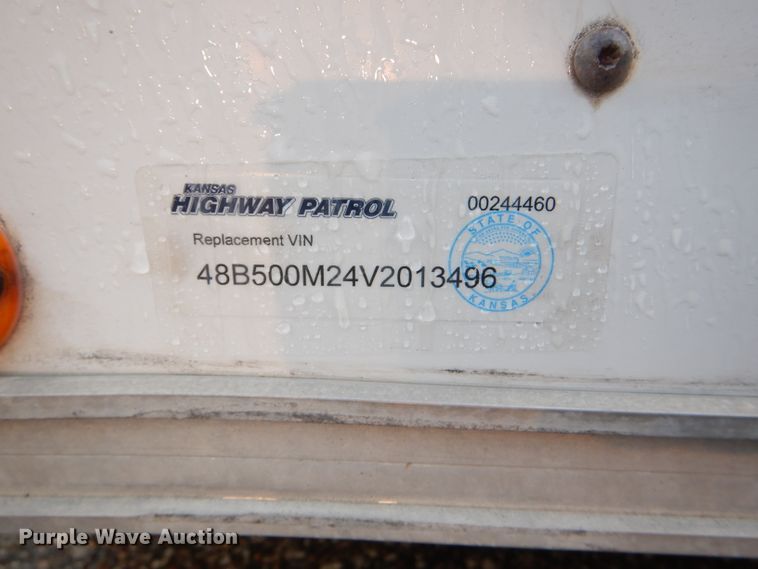 KANSAS
HIGHWAY PATROL
00244460
Replacement VIN
48B500M24V2013496
STATE OF
KANSAS
Purple Wave Auction